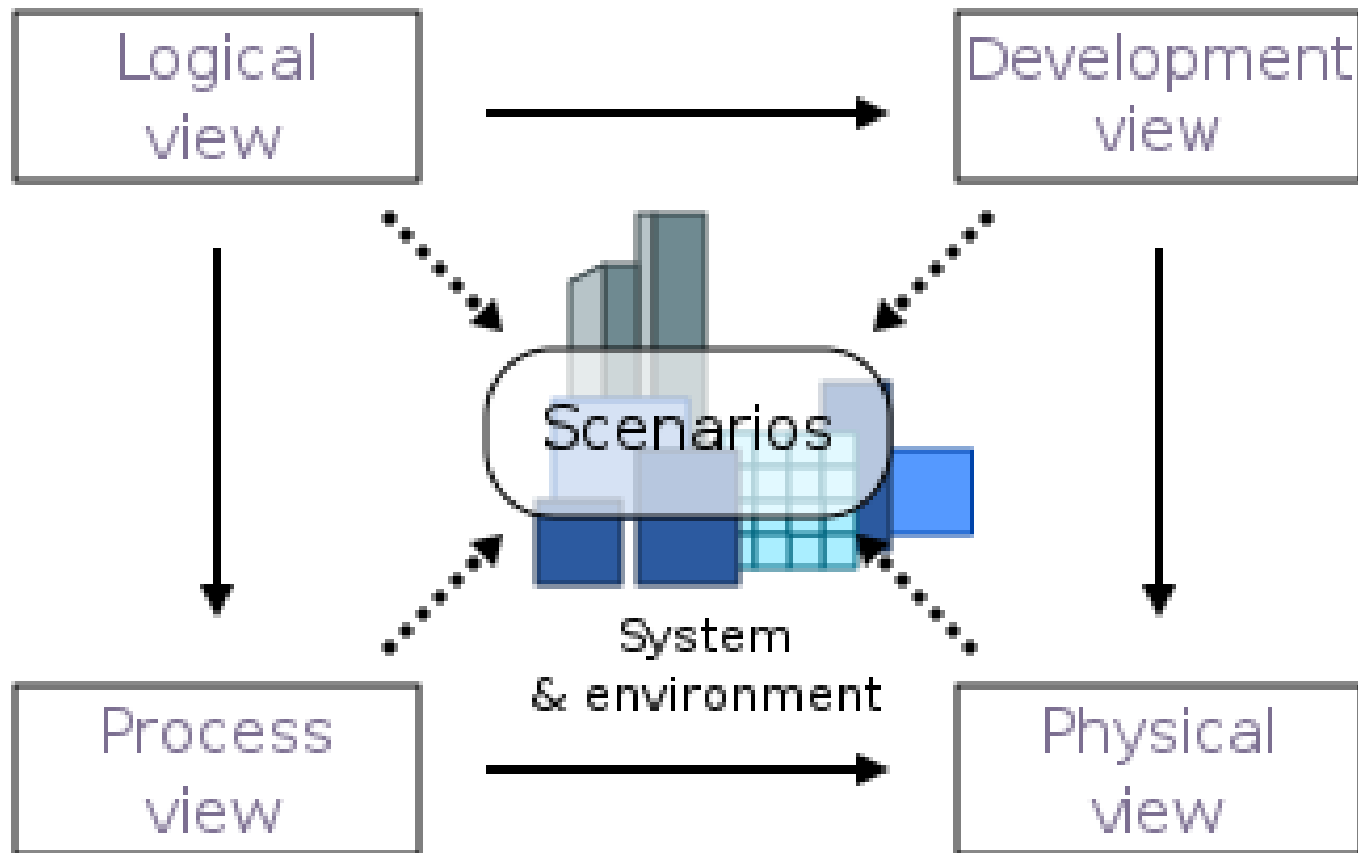 Logical
view
Development
view
Scenarios
System
& environment
Process
view
Physical
view